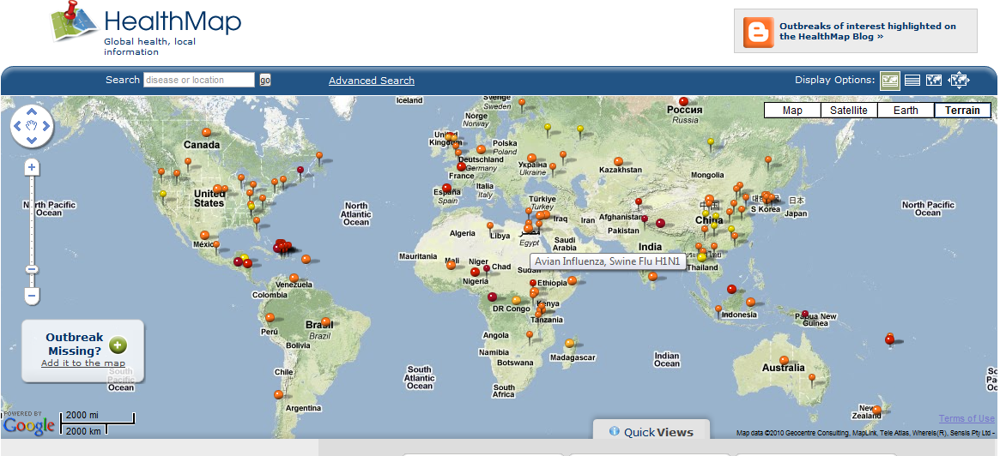 HealthMap
Global health, local
information
Outbreaks of interest highlighted on
the HealthMap Blog »
Search
disease or location
go
Advanced Search
Display Options:
Map
Satellite
Earth
Terrain
Iceland
Sverige
Sweden
Norge
Norway
Россия
Russia
Canada
United
Kingdom
Polska
Poland
Deutschland
Germany
Україна
Ukraine
Kazakhstan
Mongolia
France
España
Spain
Italia
Italy
Türkiye
Turkey
Iraq
Iran
Afghanistan
Pakistan
中国
China
S Korea
日本
Japan
North Pacific
Ocean
United
States
North
Atlantic
Ocean
North Pacific
Ocean
Algeria
Libya
مصر
Egypt
Saudi
Arabia
India
Thailand
México
Mauritania
Mali
Niger
Chad
Sudan
Avian Influenza, Swine Flu H1N1
Nigeria
Ethiopia
Venezuela
Colombia
DR Congo
Kenya
Tanzania
Indonesia
Papua New
Guinea
Perú
Brasil
Brazil
Bolivia
Angola
Namibia
Botswana
Madagascar
Indian
Ocean
Australia
Outbreak
Missing?
Add it to the map
South
Pacific
Ocean
Chile
South
Atlantic
Ocean
South
Africa
Argentina
New
Zealand
POWERED BY
Google
2000 mi
2000 km
Quick Views
Terms of Use
Map data ©2010 Geocentre Consulting, MapLink, Tele Atlas, WhereIs(R), Sensis Pty Ltd -